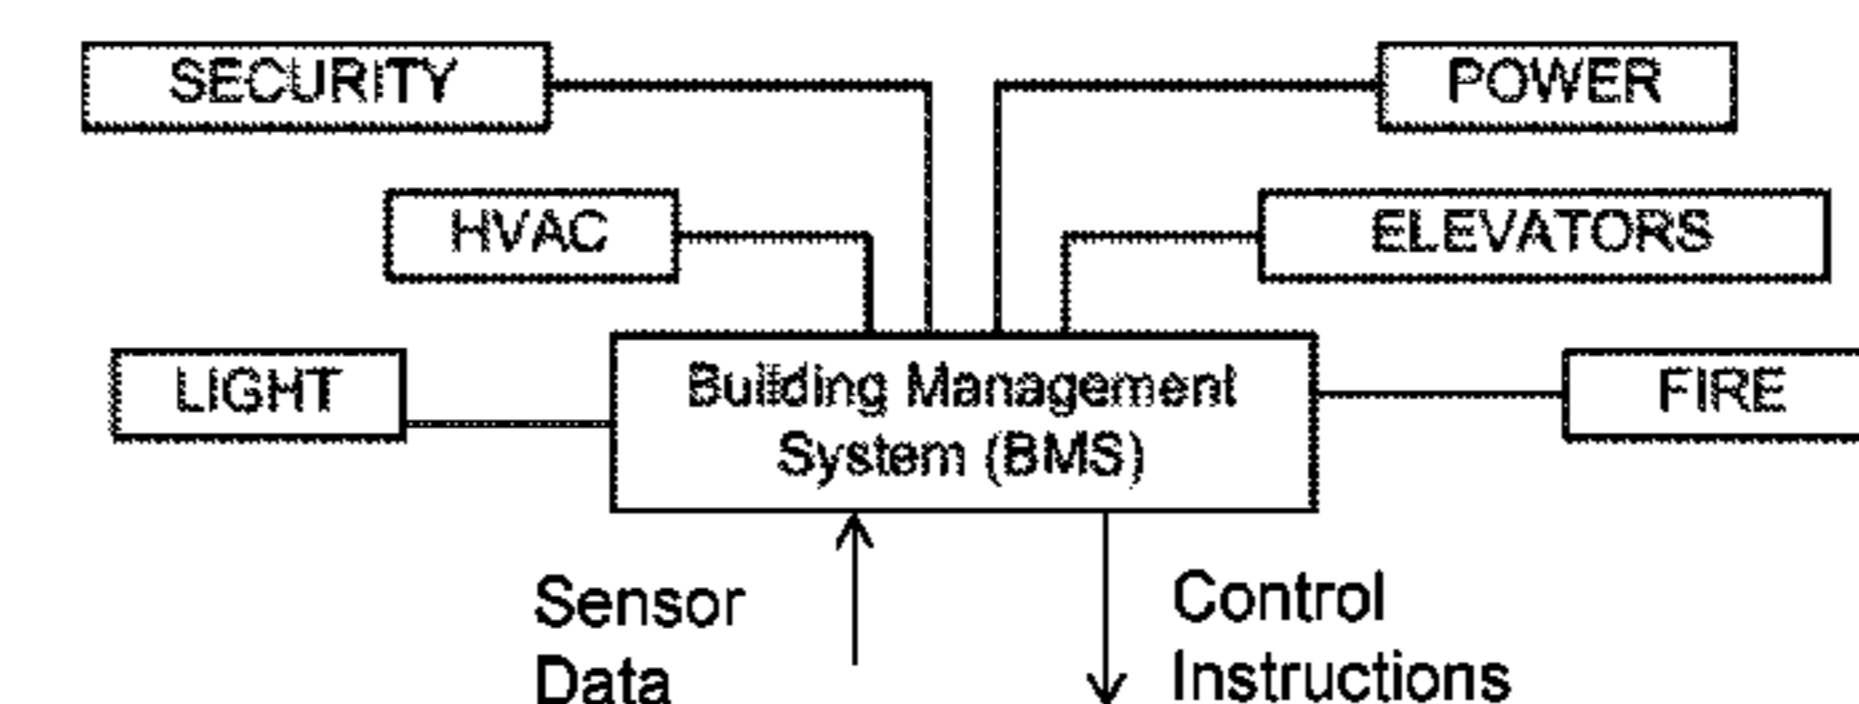 SECURITY
POWER
HVAC
ELEVATORS
LIGHT
Building Management
System (BMS)
FIRE
Sensor
Data
Control
Instructions